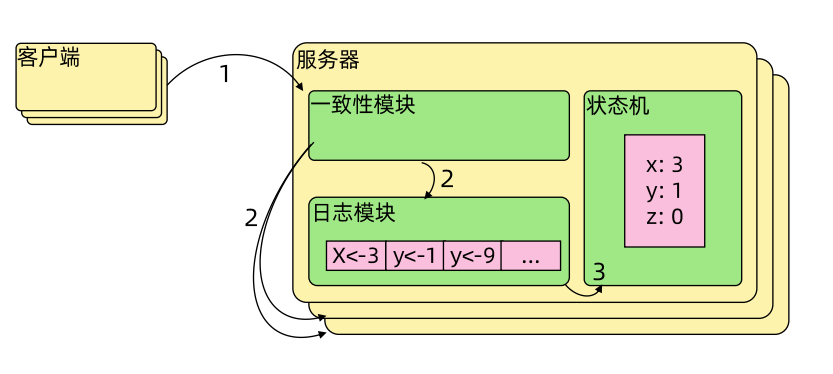 客户端
1
服务器
一致性模块
状态机
x: 3
y: 1
z: 0
2
2
日志模块
X<-3 y<-1 y<-9 ...
3